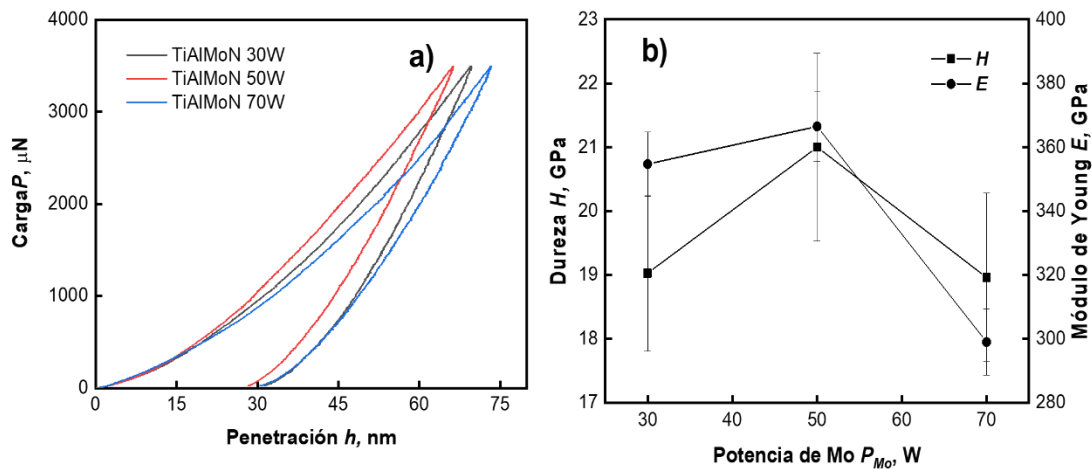 a)
TiAlMoN 30W
TiAlMoN 50W
TiAlMoN 70W
Carga P, µN
4000
3000
2000
1000
0
0 15 30 45 60 75
Penetración h, nm
b)
H
E
Dureza H, GPa
23
22
21
20
19
18
17
Módulo de Young E, GPa
400
380
360
340
320
300
280
30 40 50 60 70
Potencia de Mo P_Mo, W